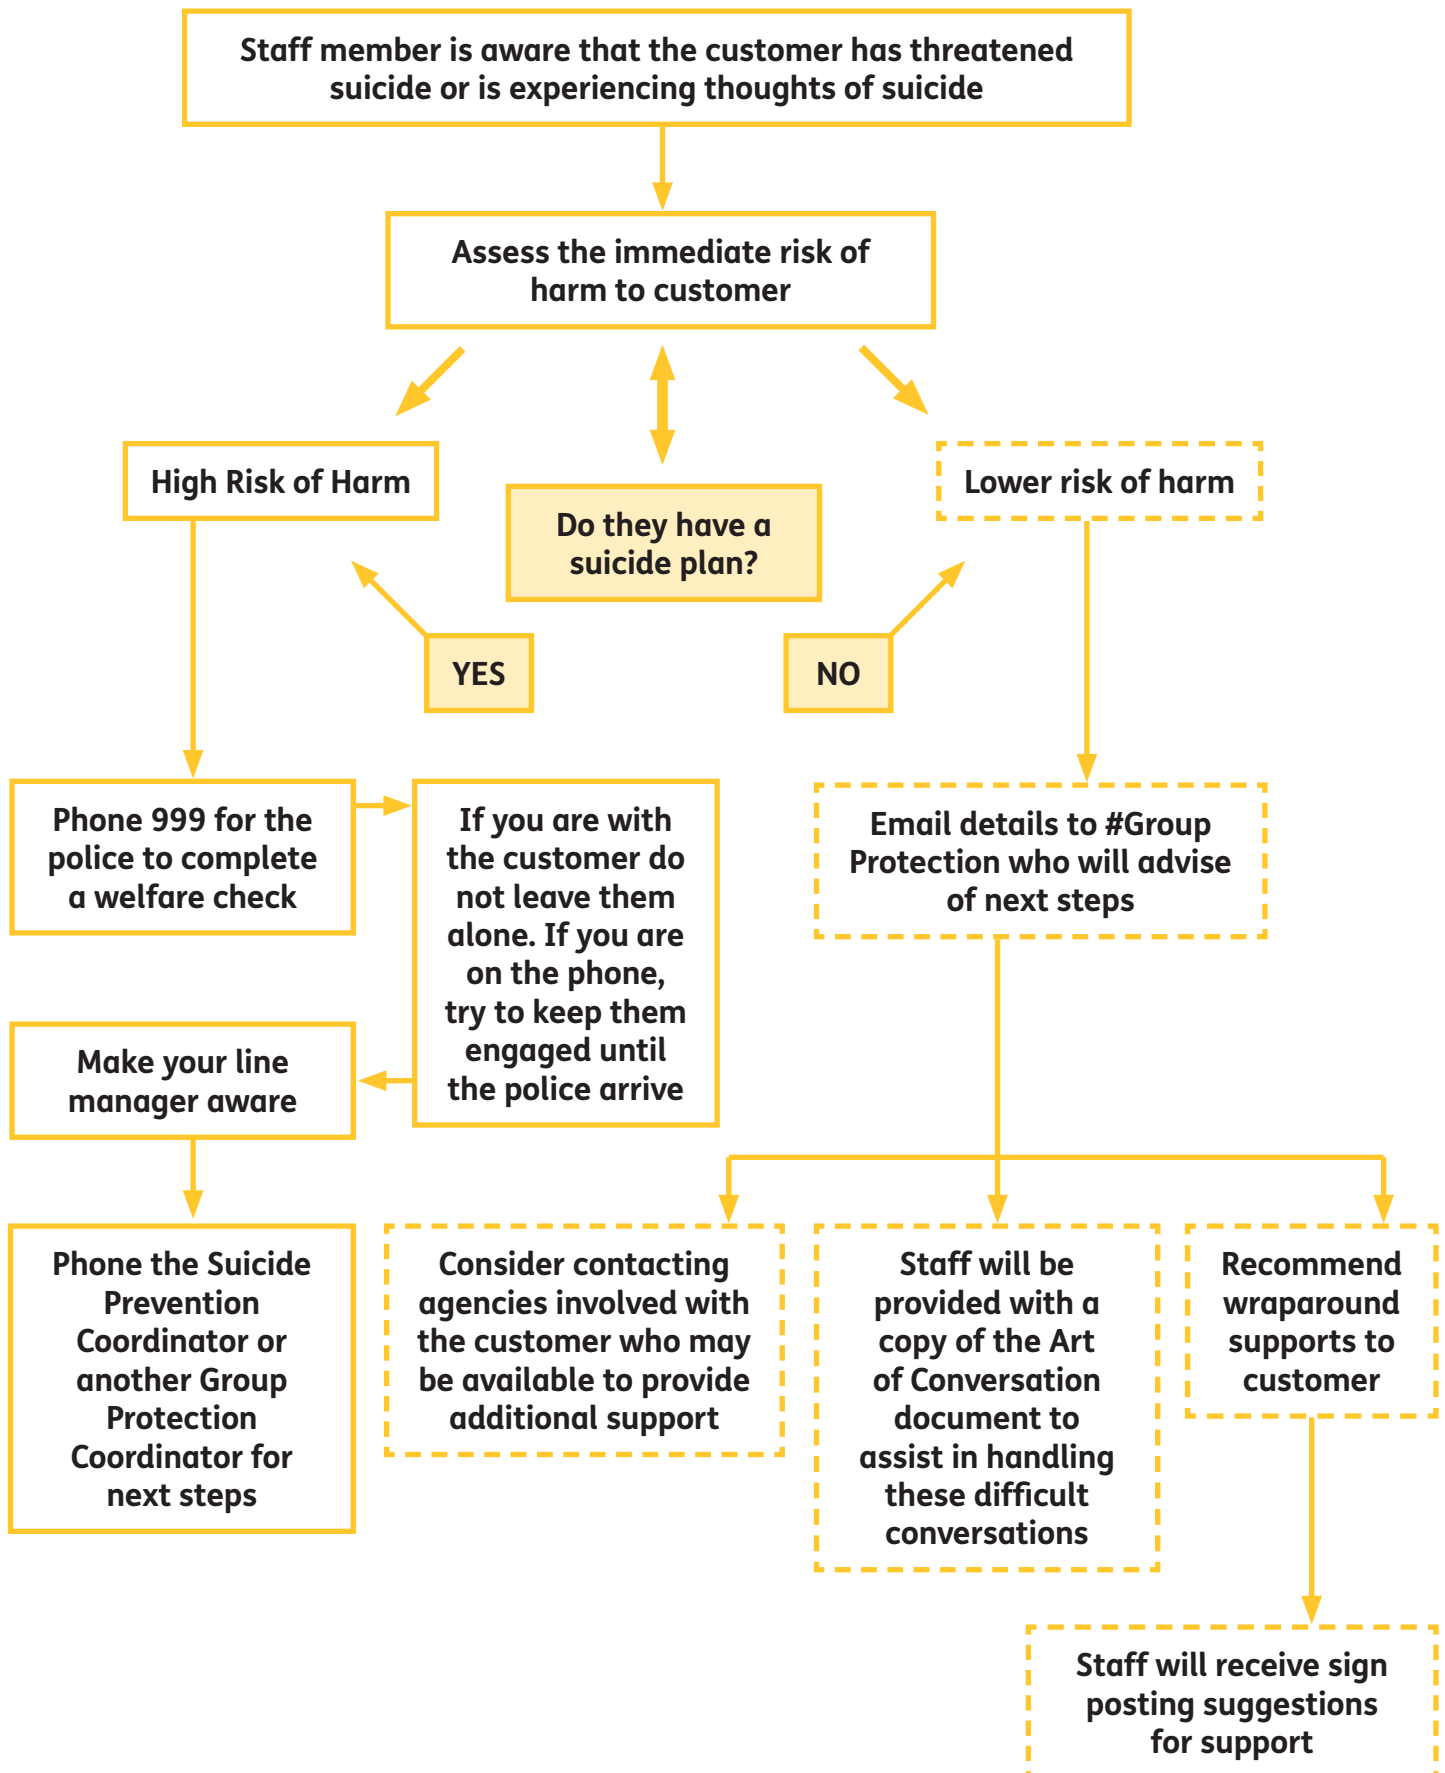 Staff member is aware that the customer has threatened
suicide or is experiencing thoughts of suicide
Assess the immediate risk of
harm to customer
High Risk of Harm
Do they have a
suicide plan?
Lower risk of harm
YES
NO
Phone 999 for the
police to complete
a welfare check
If you are with
the customer do
not leave them
alone. If you are
on the phone,
try to keep them
engaged until
the police arrive
Make your line
manager aware
Phone the Suicide
Prevention
Coordinator or
another Group
Protection
Coordinator for
next steps
Email details to #Group
Protection who will advise
of next steps
Consider contacting
agencies involved with
the customer who may
be available to provide
additional support
Staff will be
provided with a
copy of the Art
of Conversation
document to
assist in handling
these difficult
conversations
Recommend
wraparound
supports to
customer
Staff will receive sign
posting suggestions
for support